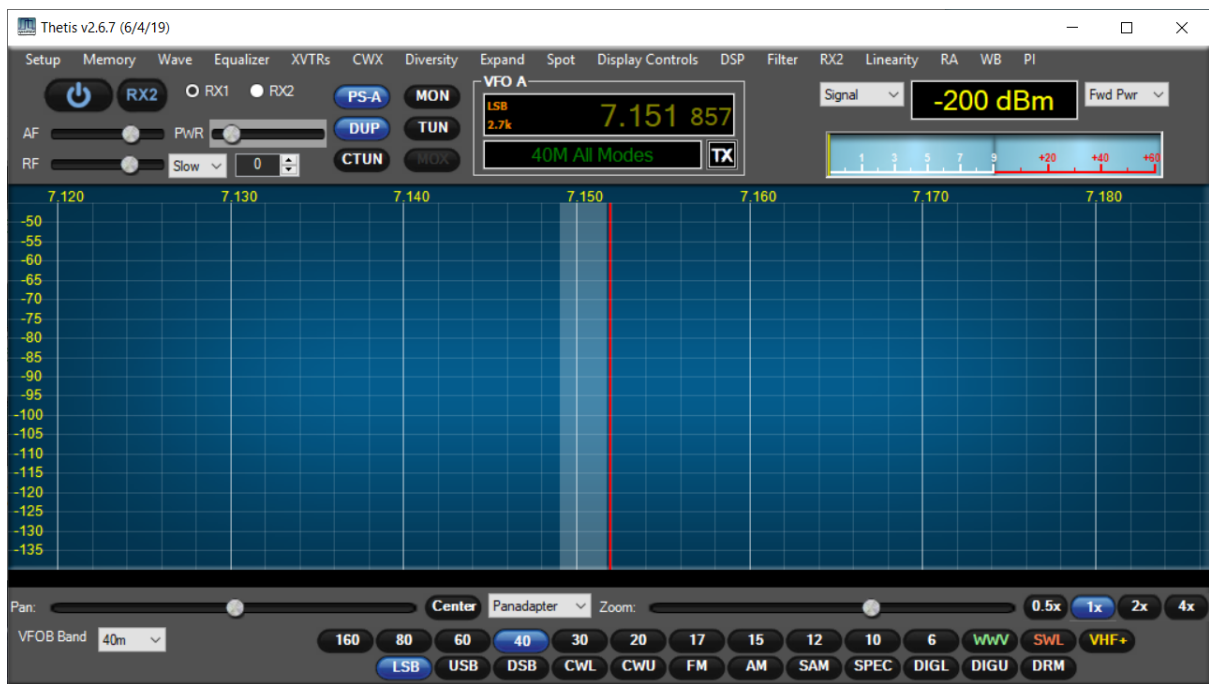 Thetis v2.6.7 (6/4/19)
Setup Memory Wave Equalizer XVTRs CWX Diversity Expand Spot Display Controls DSP Filter RX2 Linearity RA WB PI
RX2 RX1 RX2 PS-A MON VFO A Signal -200 dBm Fwd Pwr
LSB
2.7k 7.151 857
AF PWR DUP TUN
RF Slow 0 CTUN MOX 40M All Modes TX
1 3 5 7 9 +20 +40 +60
7.120 7.130 7.140 7.150 7.160 7.170 7.180
-50
-55
-60
-65
-70
-75
-80
-85
-90
-95
-100
-105
-110
-115
-120
-125
-130
-135
Pan: Center Panadapter Zoom: 0.5x 1x 2x 4x
VFOB Band 40m 160 80 60 40 30 20 17 15 12 10 6 WWV SWL VHF+
LSB USB DSB CWL CWU FM AM SAM SPEC DIGL DIGU DRM